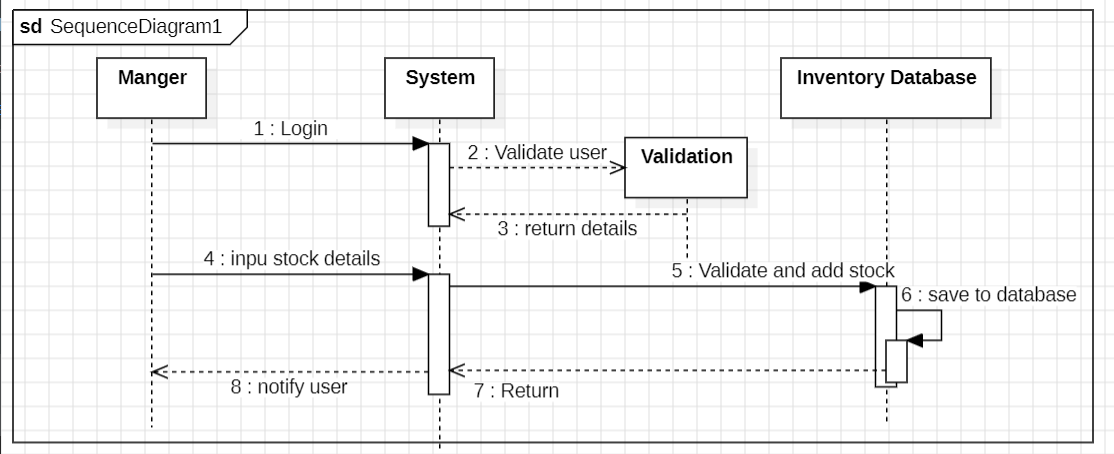 sd SequenceDiagram1
Manger
System
Inventory Database
1 : Login
2 : Validate user
Validation
3 : return details
4 : inpu stock details
5 : Validate and add stock
6 : save to database
7 : Return
8 : notify user